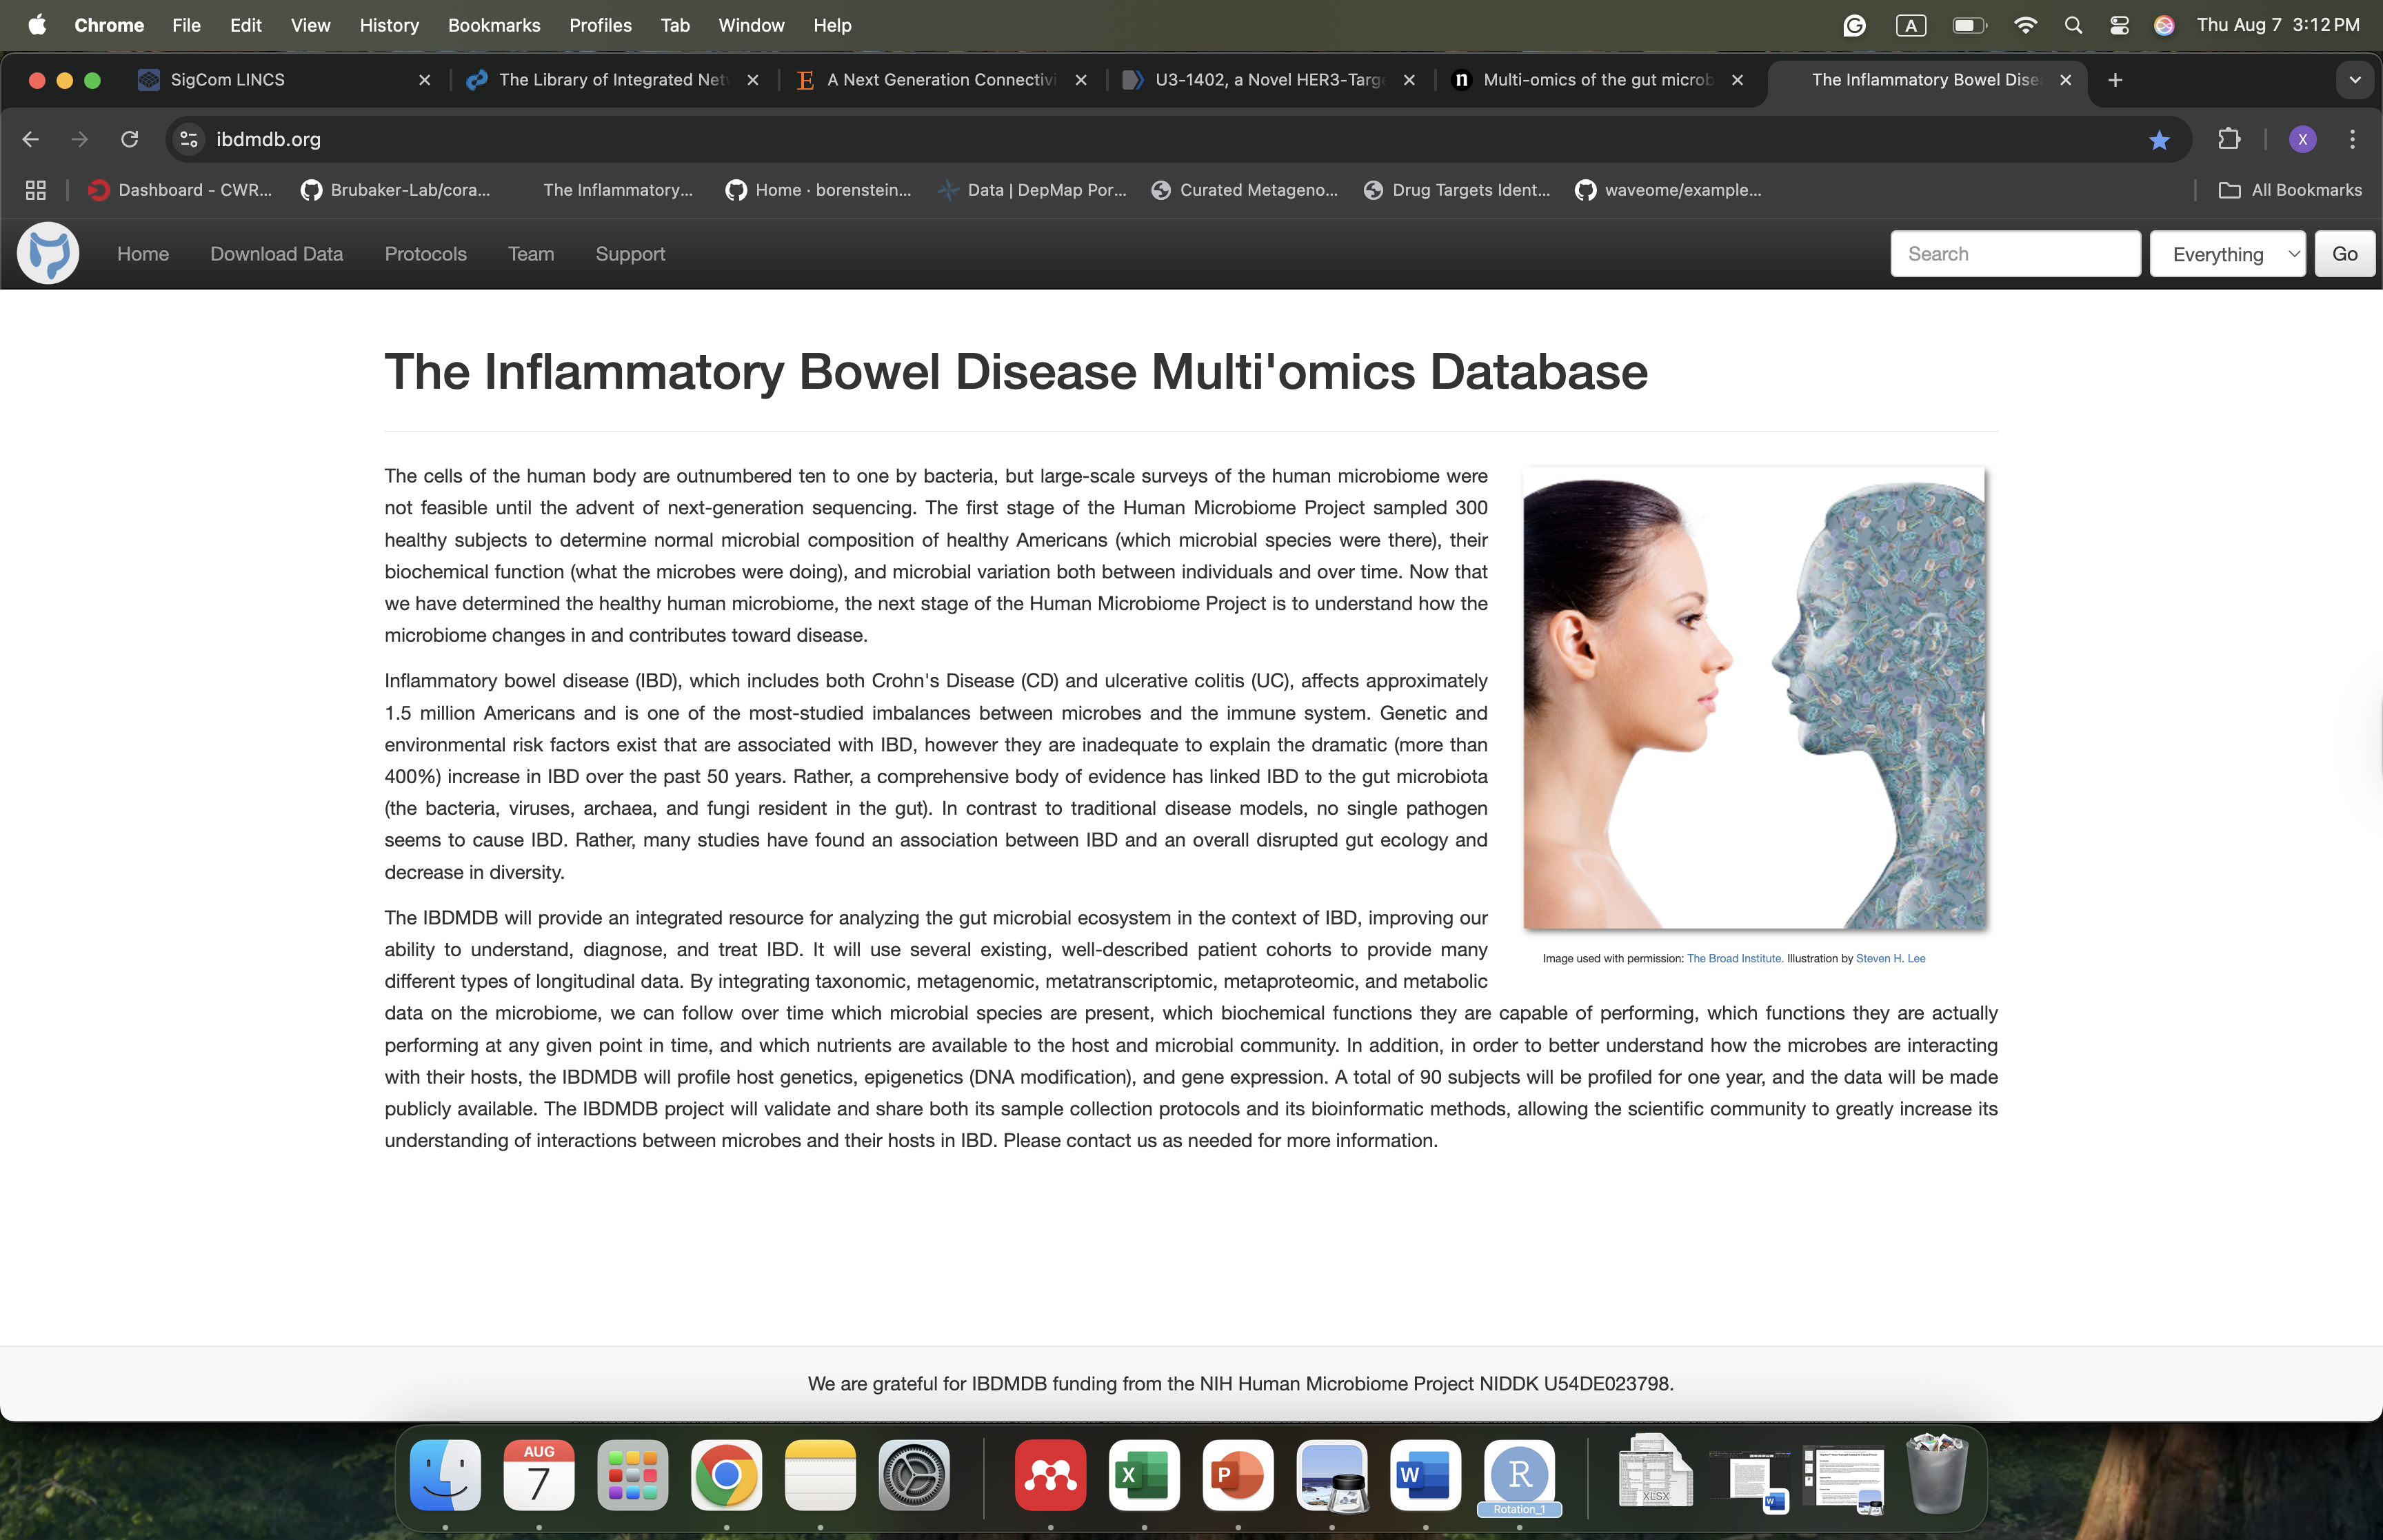 Chrome File Edit View History Bookmarks Profiles Tab Window Help A Thu Aug 7 3:12 PM
SigCom LINCS The Library of Integrated Net A Next Generation Connectivi U3-1402, a Novel HER3-Targe n Multi-omics of the gut microb The Inflammatory Bowel Dise
ibdmdb.org X
Dashboard - CWR... Brubaker-Lab/cora... The Inflammatory... Home · borenstein... Data | DepMap Por... Curated Metageno... Drug Targets Ident... waveome/example... All Bookmarks
Home Download Data Protocols Team Support Search Everything Go
The Inflammatory Bowel Disease Multi'omics Database
The cells of the human body are outnumbered ten to one by bacteria, but large-scale surveys of the human microbiome were
not feasible until the advent of next-generation sequencing. The first stage of the Human Microbiome Project sampled 300
healthy subjects to determine normal microbial composition of healthy Americans (which microbial species were there), their
biochemical function (what the microbes were doing), and microbial variation both between individuals and over time. Now that
we have determined the healthy human microbiome, the next stage of the Human Microbiome Project is to understand how the
microbiome changes in and contributes toward disease.
Inflammatory bowel disease (IBD), which includes both Crohn's Disease (CD) and ulcerative colitis (UC), affects approximately
1.5 million Americans and is one of the most-studied imbalances between microbes and the immune system. Genetic and
environmental risk factors exist that are associated with IBD, however they are inadequate to explain the dramatic (more than
400%) increase in IBD over the past 50 years. Rather, a comprehensive body of evidence has linked IBD to the gut microbiota
(the bacteria, viruses, archaea, and fungi resident in the gut). In contrast to traditional disease models, no single pathogen
seems to cause IBD. Rather, many studies have found an association between IBD and an overall disrupted gut ecology and
decrease in diversity.
The IBDMDB will provide an integrated resource for analyzing the gut microbial ecosystem in the context of IBD, improving our
ability to understand, diagnose, and treat IBD. It will use several existing, well-described patient cohorts to provide many
different types of longitudinal data. By integrating taxonomic, metagenomic, metatranscriptomic, metaproteomic, and metabolic
data on the microbiome, we can follow over time which microbial species are present, which biochemical functions they are capable of performing, which functions they are actually
performing at any given point in time, and which nutrients are available to the host and microbial community. In addition, in order to better understand how the microbes are interacting
with their hosts, the IBDMDB will profile host genetics, epigenetics (DNA modification), and gene expression. A total of 90 subjects will be profiled for one year, and the data will be made
publicly available. The IBDMDB project will validate and share both its sample collection protocols and its bioinformatic methods, allowing the scientific community to greatly increase its
understanding of interactions between microbes and their hosts in IBD. Please contact us as needed for more information.
Image used with permission: The Broad Institute. Illustration by Steven H. Lee
We are grateful for IBDMDB funding from the NIH Human Microbiome Project NIDDK U54DE023798.
AUG
7
X P W R XLSX
Rotation_1